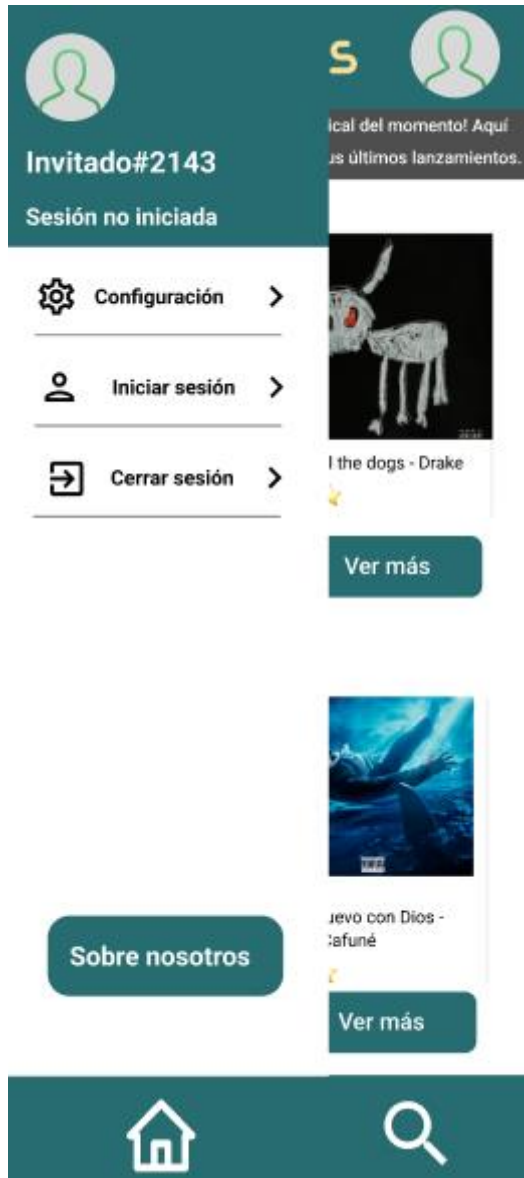 S
ical del momento! Aquí
us últimos lanzamientos.
Invitado#2143
Sesión no iniciada
Configuración
Iniciar sesión
Cerrar sesión
l the dogs - Drake
Ver más
uevo con Dios -
afuné
Ver más
Sobre nosotros